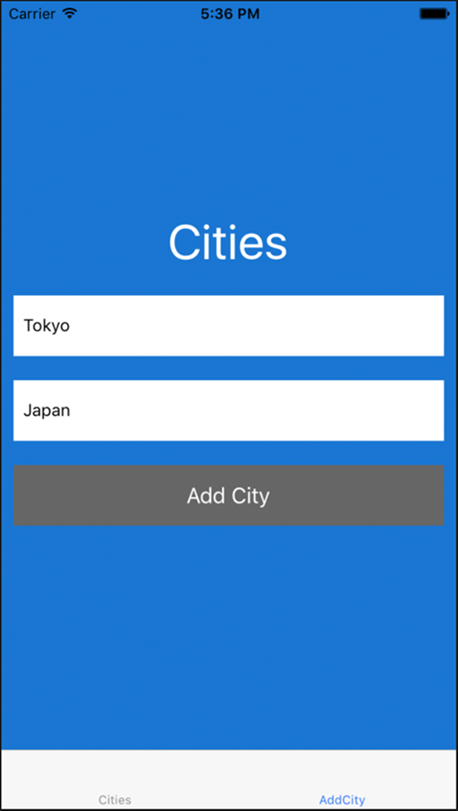 Carrier 5:36 PM
Cities
Tokyo
Japan
Add City
Cities AddCity